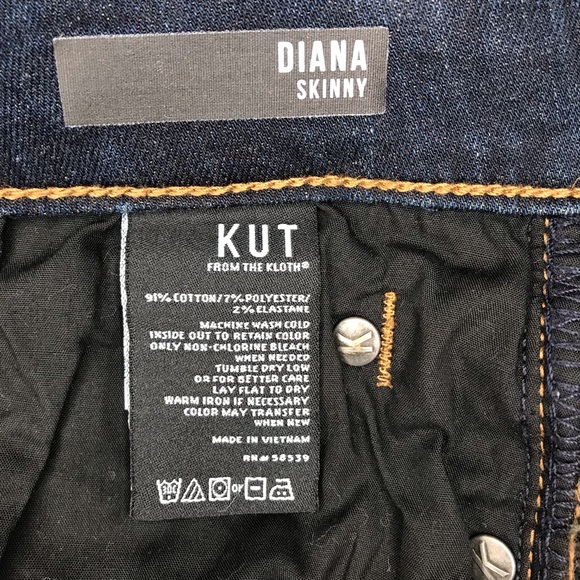 DIANA
SKINNY
KUT
FROM THE KLOTH®
91% COTTON/7% POLYESTER/
2% ELASTANE
MACHINE WASH COLD
INSIDE OUT TO RETAIN COLOR
ONLY NON-CHLORINE BLEACH
WHEN NEEDED
TUMBLE DRY LOW
OR FOR BETTER CARE
LAY FLAT TO DRY
WARM IRON IF NECESSARY
COLOR MAY TRANSFER
WHEN NEW
MADE IN VIETNAM
RN# 58539
30C or
K
K